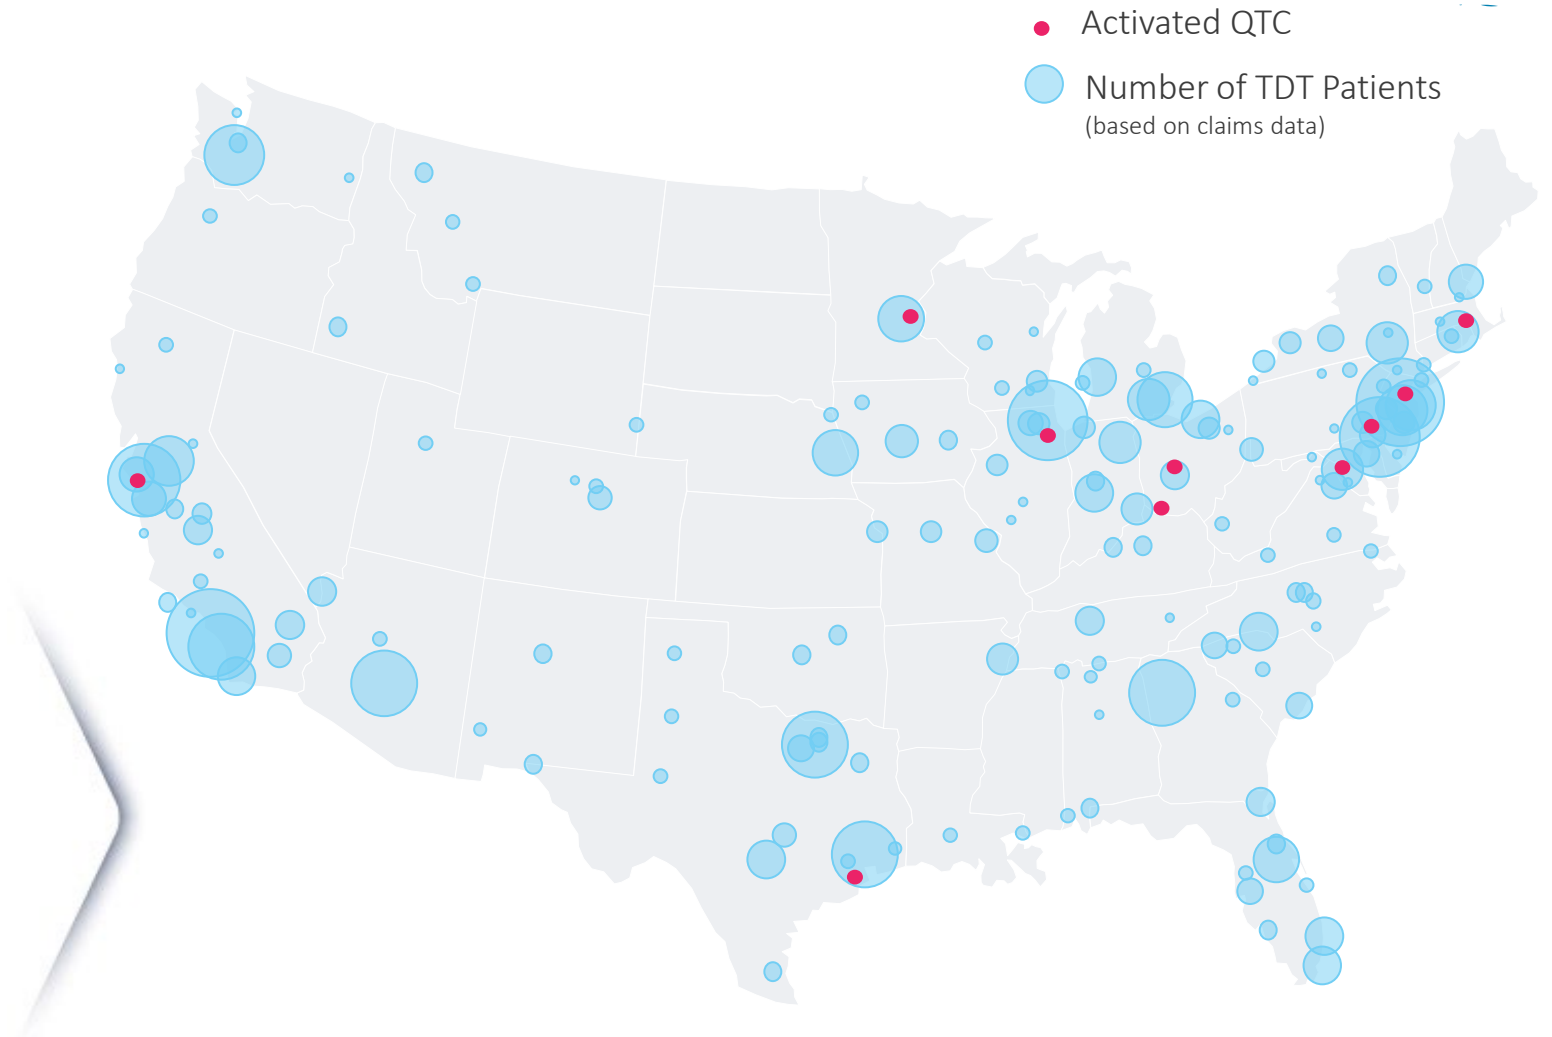 Activated QTC
Number of TDT Patients
(based on claims data)